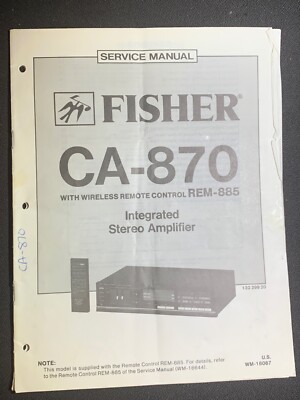 SERVICE MANUAL
FISHER
CA-870
WITH WIRELESS REMOTE CONTROL REM-885
Integrated
Stereo Amplifier
CA-870
NOTE:
This model is supplied with the Remote Control REM-885. For details, refer
to the Remote Control REM-885 of the Service Manual (WM-16644).
U.S.
WM-16067